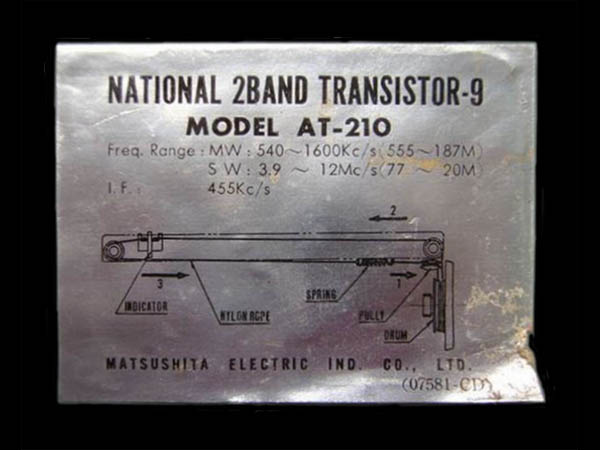 NATIONAL 2BAND TRANSISTOR-9
MODEL AT-210
Freq. Range: MW: 540~1600Kc/s (555~187M)
SW: 3.9 ~ 12Mc/s (77 ~ 20M)
I.F.: 455Kc/s
2
3
1
INDICATOR
NYLON ROPE
SPRING
PULLY
DRUM
MATSUSHITA ELECTRIC IND. CO., LTD.
(07581-CD)